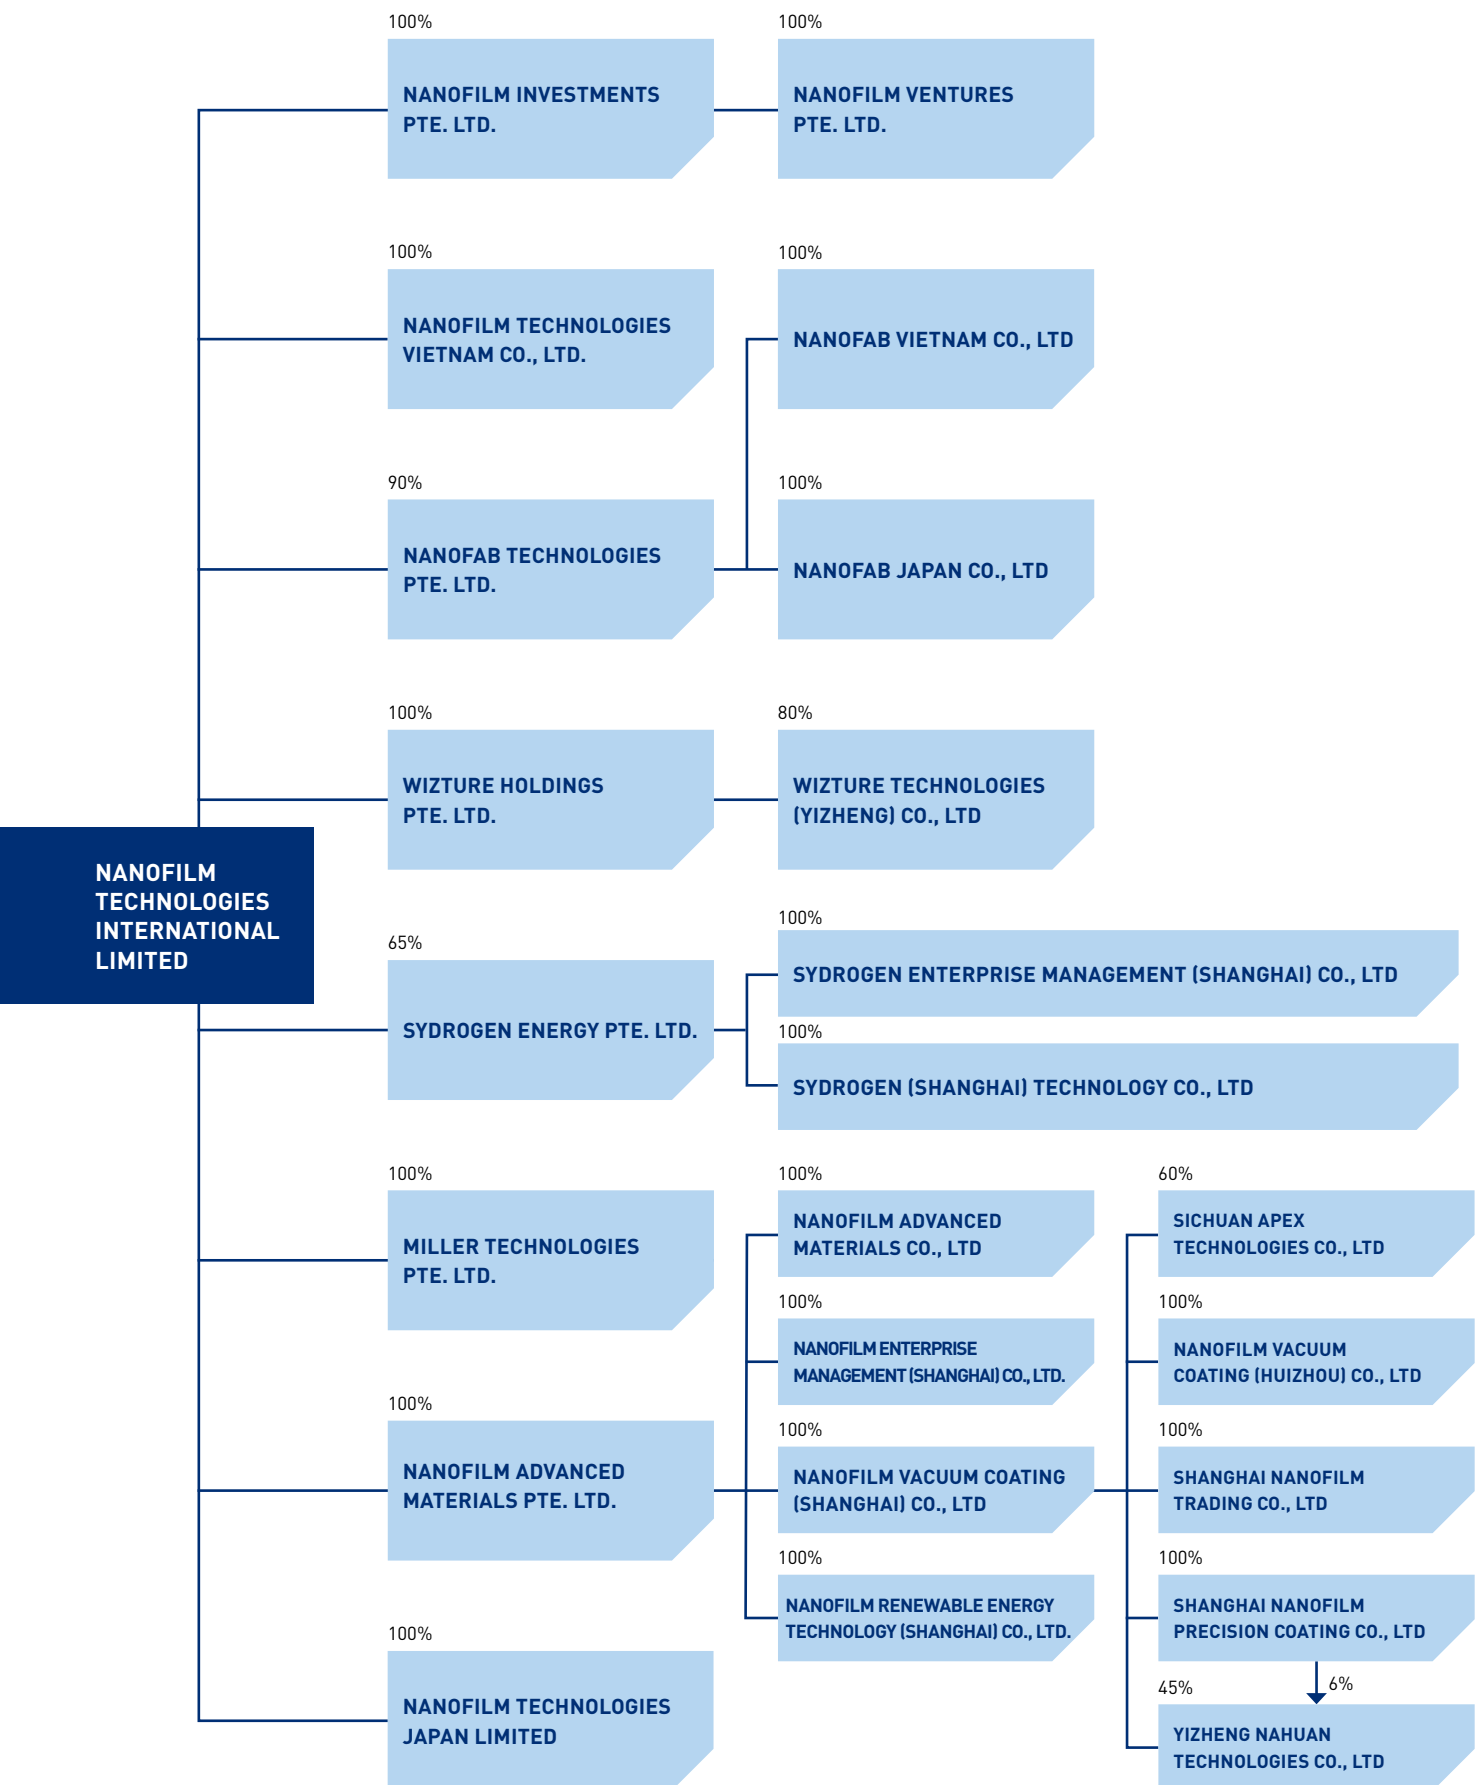 NANOFILM
TECHNOLOGIES
INTERNATIONAL
LIMITED
100%
NANOFILM INVESTMENTS
PTE. LTD.
100%
NANOFILM VENTURES
PTE. LTD.
100%
NANOFILM TECHNOLOGIES
VIETNAM CO., LTD.
90%
NANOFAB TECHNOLOGIES
PTE. LTD.
100%
NANOFAB VIETNAM CO., LTD
100%
NANOFAB JAPAN CO., LTD
100%
WIZTURE HOLDINGS
PTE. LTD.
80%
WIZTURE TECHNOLOGIES
(YIZHENG) CO., LTD
65%
SYDROGEN ENERGY PTE. LTD.
100%
SYDROGEN ENTERPRISE MANAGEMENT (SHANGHAI) CO., LTD
100%
SYDROGEN (SHANGHAI) TECHNOLOGY CO., LTD
100%
MILLER TECHNOLOGIES
PTE. LTD.
100%
NANOFILM ADVANCED
MATERIALS PTE. LTD.
100%
NANOFILM ADVANCED
MATERIALS CO., LTD
100%
NANOFILM ENTERPRISE
MANAGEMENT (SHANGHAI) CO., LTD.
100%
NANOFILM VACUUM COATING
(SHANGHAI) CO., LTD
100%
NANOFILM RENEWABLE ENERGY
TECHNOLOGY (SHANGHAI) CO., LTD.
60%
SICHUAN APEX
TECHNOLOGIES CO., LTD
100%
NANOFILM VACUUM
COATING (HUIZHOU) CO., LTD
100%
SHANGHAI NANOFILM
TRADING CO., LTD
100%
SHANGHAI NANOFILM
PRECISION COATING CO., LTD
6%
45%
YIZHENG NAHUAN
TECHNOLOGIES CO., LTD
100%
NANOFILM TECHNOLOGIES
JAPAN LIMITED